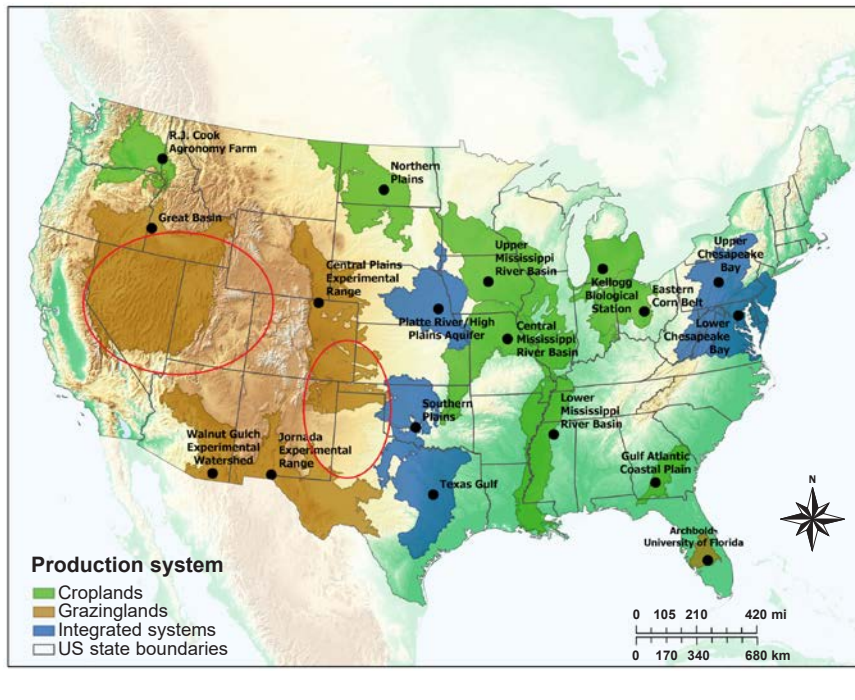 R.J. Cook
Agronomy Farm
Northern
Plains
Great Basin
Central Plains
Experimental
Range
Upper
Mississippi
River Basin
Upper
Chesapeake
Bay
Kellogg
Biological
Station
Eastern
Corn Belt
Platte River/High
Plains Aquifer
Central
Mississippi
River Basin
Lower
Chesapeake
Bay
Southern
Plains
Lower
Mississippi
River Basin
Walnut Gulch
Experimental
Watershed
Jornada
Experimental
Range
Texas Gulf
Gulf Atlantic
Coastal Plain
Archbold-
University of Florida
N
Production system
Croplands
Grazinglands
Integrated systems
US state boundaries
0 105 210 420 mi
0 170 340 680 km